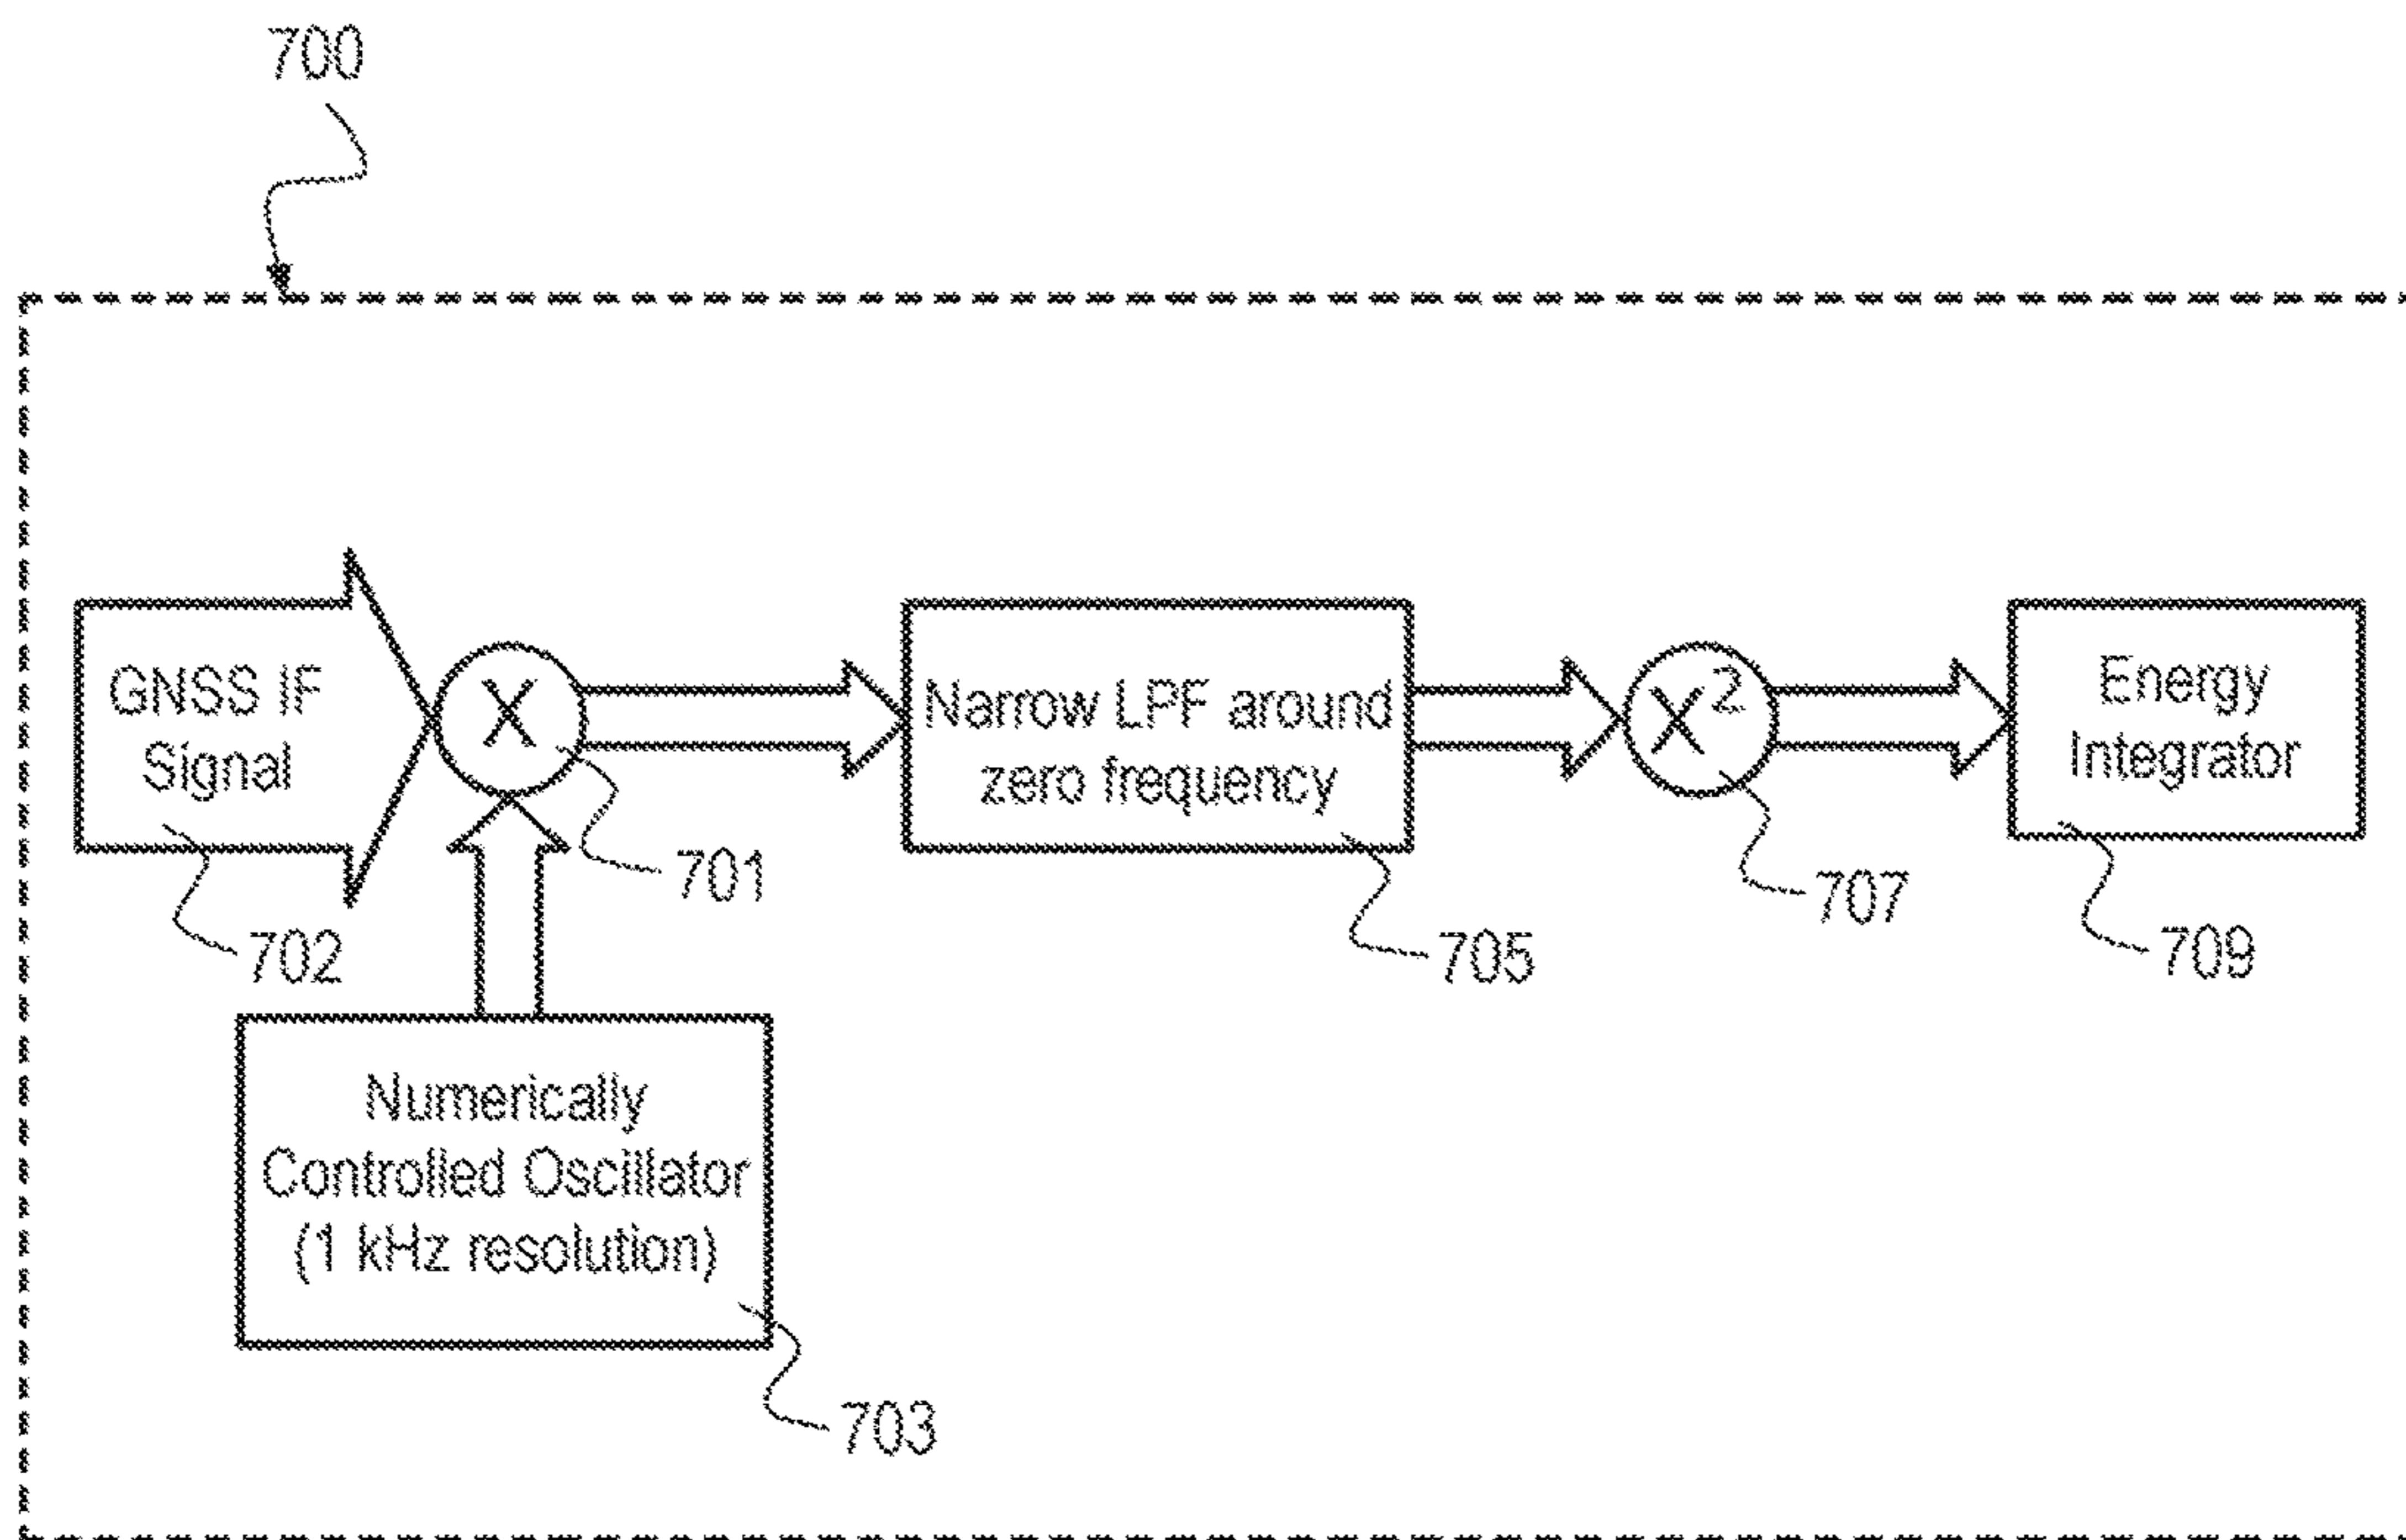 700
GNSS IF
Signal
X
Narrow LPF around
zero frequency
X2
Energy
Integrator
701
702
705
707
709
Numerically
Controlled Oscillator
(1 kHz resolution)
703